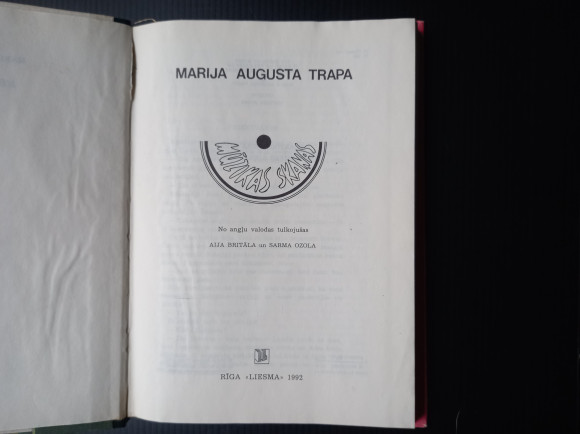 MARIJA AUGUSTA TRAPA
MŪZIKAS SKAŅAS
No angļu valodas tulkojušas
AIJA BRITĀLA un SARMA OZOLA
RĪGA «LIESMA» 1992